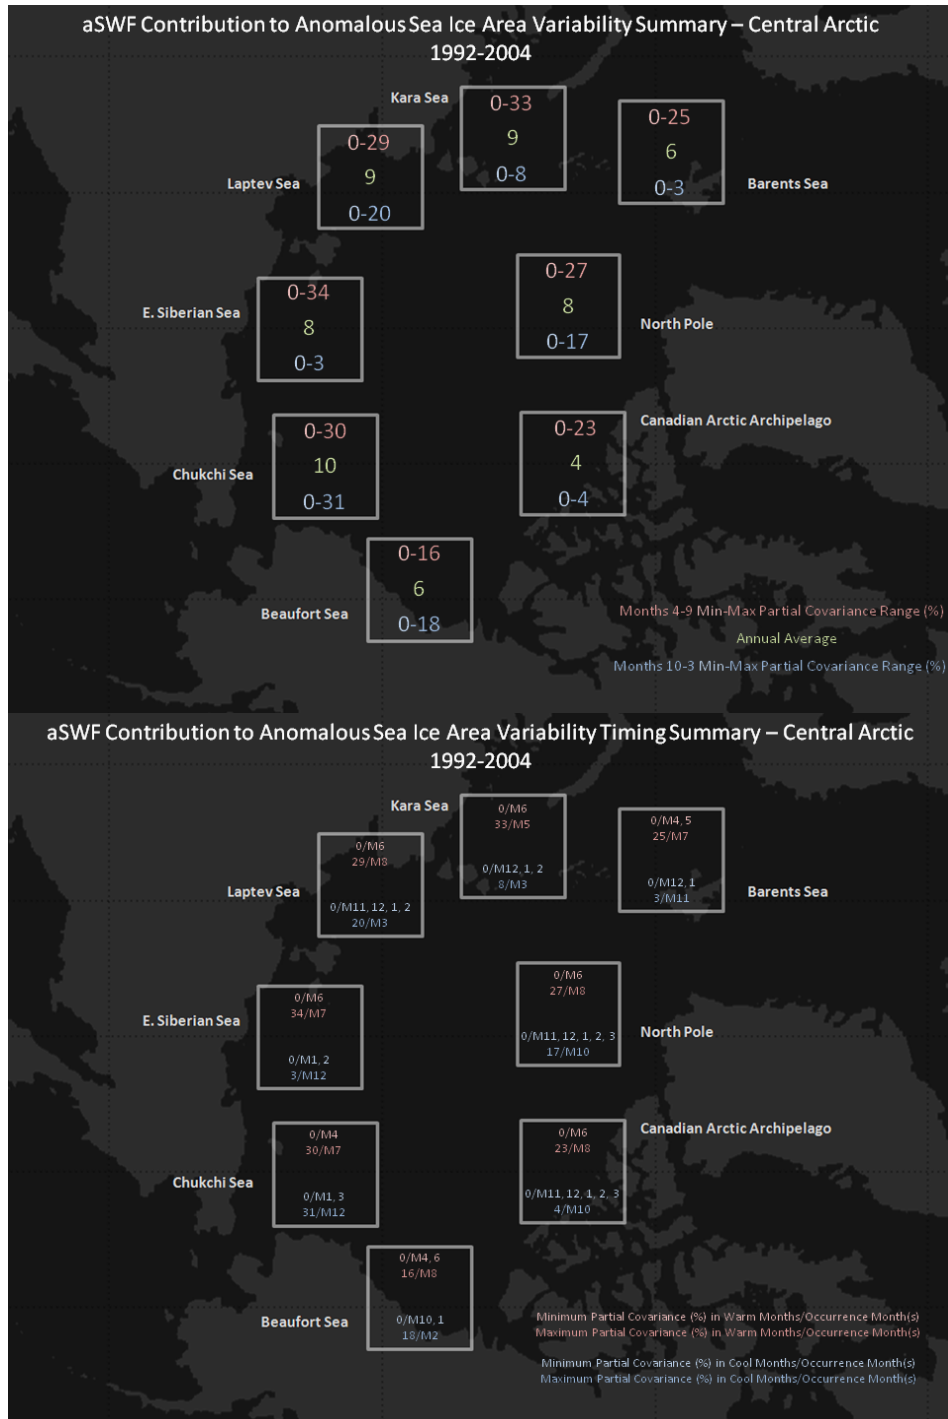 aSWF Contribution to Anomalous Sea Ice Area Variability Summary – Central Arctic
1992-2004
Kara Sea
0-33
9
0-8
0-25
6
0-3
Barents Sea
Laptev Sea
0-29
9
0-20
E. Siberian Sea
0-34
8
0-3
0-27
8
0-17
North Pole
Chukchi Sea
0-30
10
0-31
0-23
4
0-4
Canadian Arctic Archipelago
Beaufort Sea
0-16
6
0-18
Months 4-9 Min-Max Partial Covariance Range (%)
Annual Average
Months 10-3 Min-Max Partial Covariance Range (%)
aSWF Contribution to Anomalous Sea Ice Area Variability Timing Summary – Central Arctic
1992-2004
Kara Sea
0/M6
33/M5
0/M12, 1, 2
8/M3
0/M4, 5
25/M7
0/M12, 1
3/M11
Barents Sea
Laptev Sea
0/M6
29/M8
0/M11, 12, 1, 2
20/M3
E. Siberian Sea
0/M6
34/M7
0/M1, 2
3/M12
0/M6
27/M8
0/M11, 12, 1, 2, 3
17/M10
North Pole
Chukchi Sea
0/M4
30/M7
0/M1, 3
31/M12
0/M6
23/M8
0/M11, 12, 1, 2, 3
4/M10
Canadian Arctic Archipelago
Beaufort Sea
0/M4, 6
16/M8
0/M10, 1
18/M2
Minimum Partial Covariance (%) in Warm Months/Occurrence Month(s)
Maximum Partial Covariance (%) in Warm Months/Occurrence Month(s)
Minimum Partial Covariance (%) in Cool Months/Occurrence Month(s)
Maximum Partial Covariance (%) in Cool Months/Occurrence Month(s)